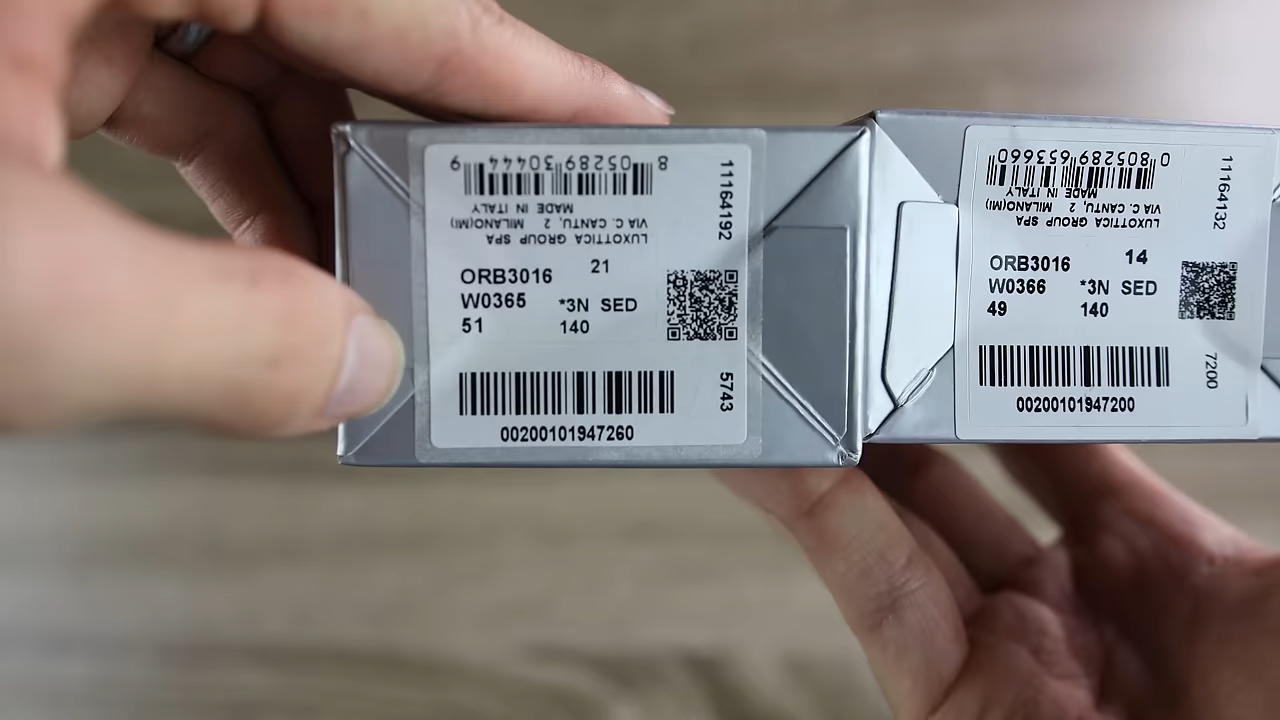 8 05289 30444 9
LUXOTTICA GROUP SPA
VIA C. CANTU, 2 MILANO(MI)
MADE IN ITALY
11164192
ORB3016 21
W0365 *3N SED
51 140
5743
00200101947260
0 805289 653660
LUXOTTICA GROUP SPA
VIA C. CANTU, 2 MILANO(MI)
MADE IN ITALY
11164132
ORB3016 14
W0366 *3N SED
49 140
7200
00200101947200